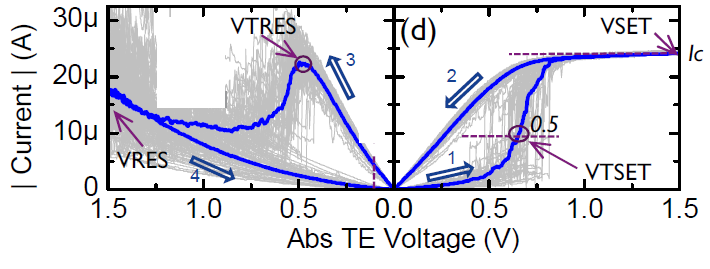 VTRES
(d)
VSET
Ic
30µ
20µ
10µ
0
| Current | (A)
3
2
1
4
0.5
VRES
VTSET
1.5
1.0
0.5
0.0
0.5
1.0
1.5
Abs TE Voltage (V)